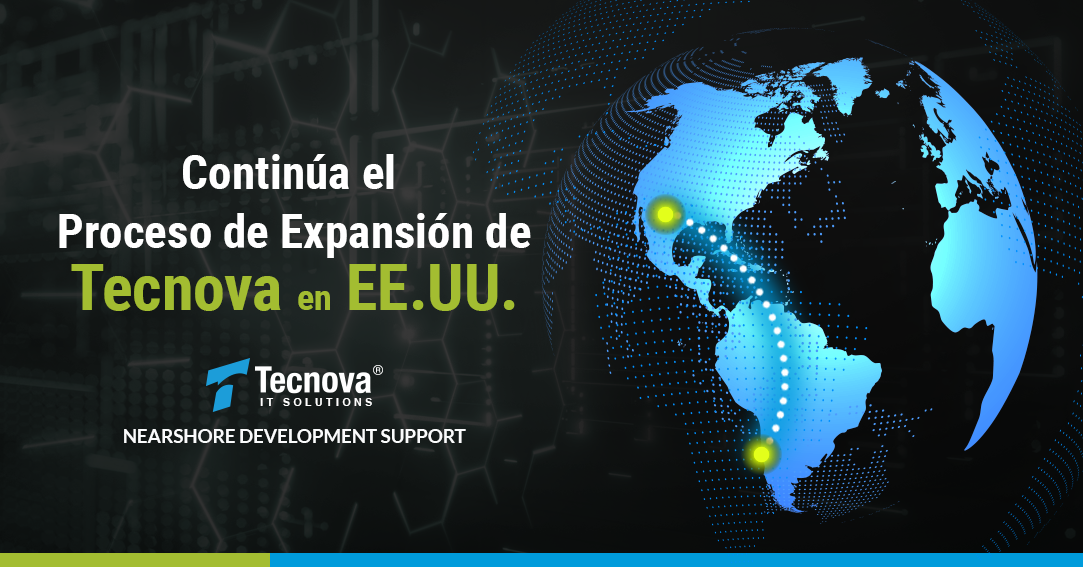 Continúa el
Proceso de Expansión de
Tecnova en EE.UU.
Tecnova®
IT SOLUTIONS
NEARSHORE DEVELOPMENT SUPPORT